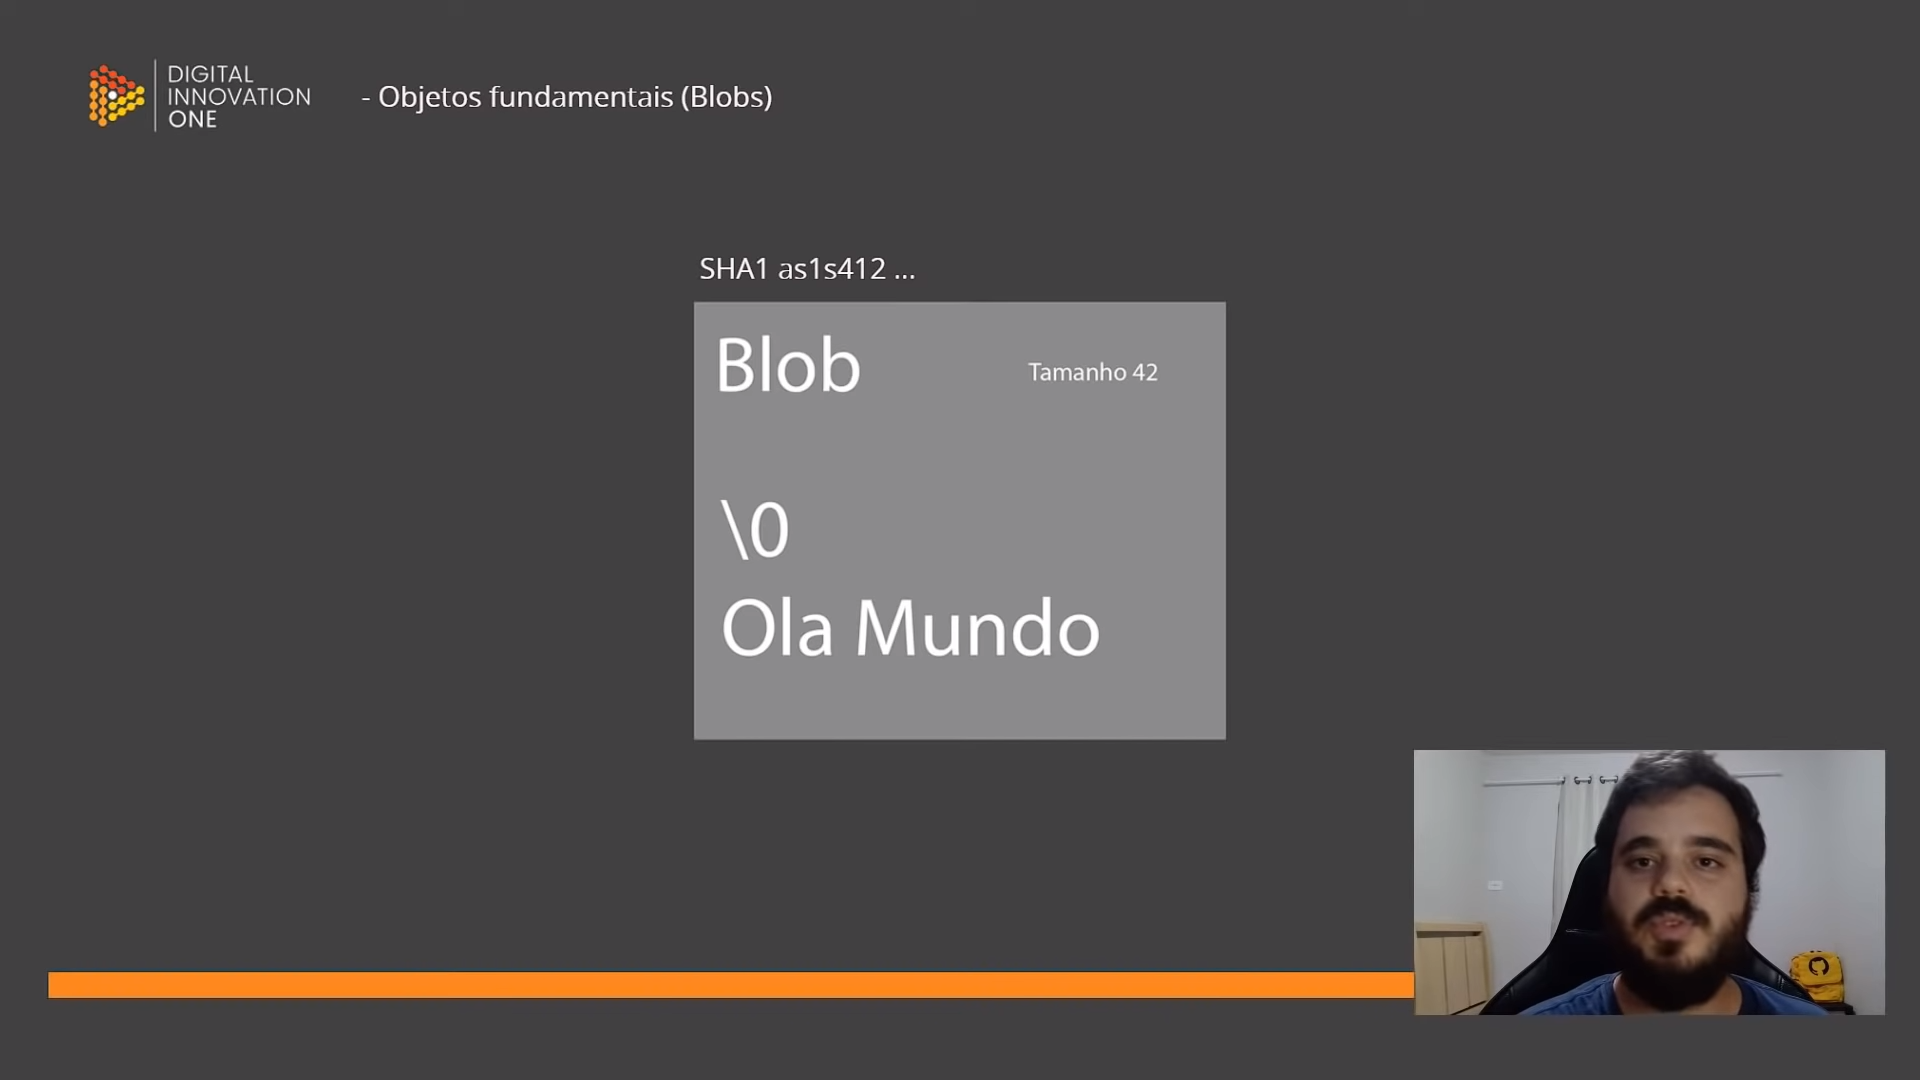 DIGITAL
INNOVATION
ONE
- Objetos fundamentais (Blobs)
SHA1 as1s412 ...
Blob
Tamanho 42
\0
Ola Mundo